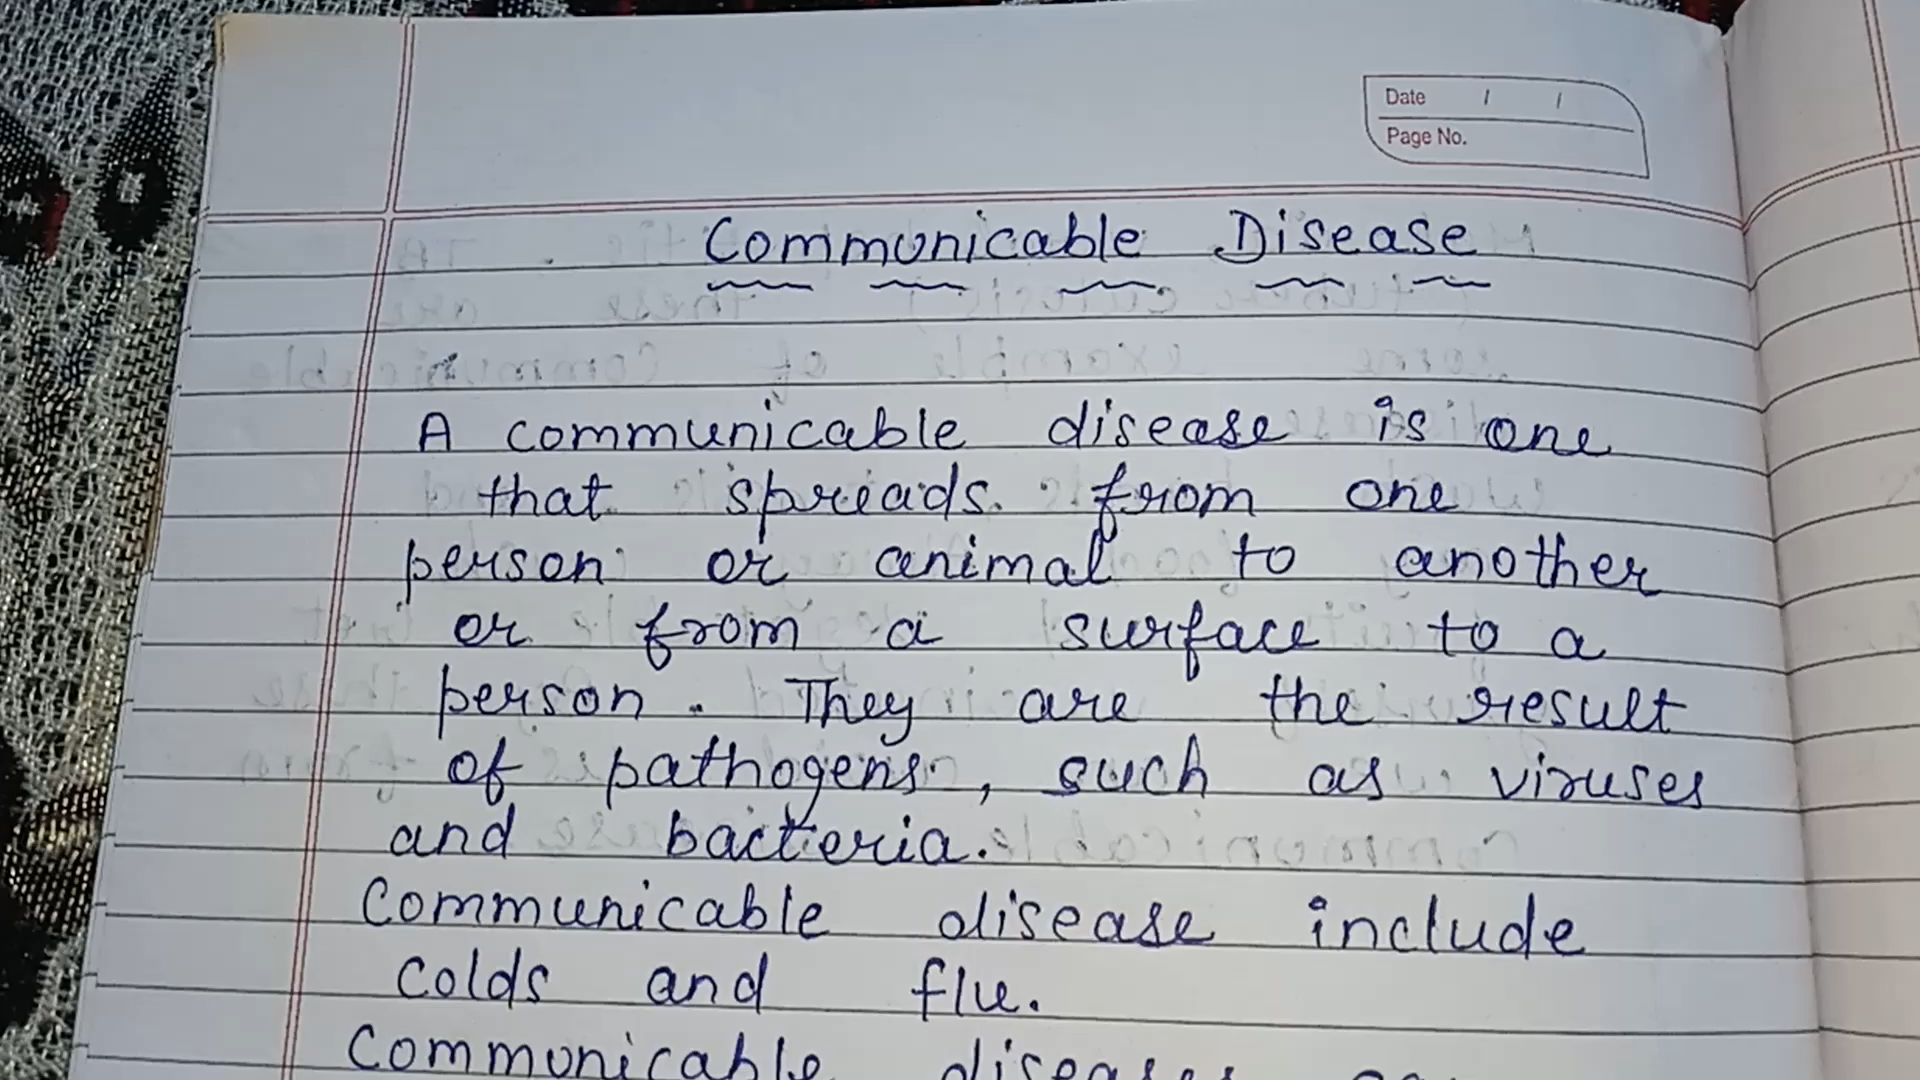 Date / /
Page No.
Communicable Disease
A communicable disease is one
that spreads from one
person or animal to another
or from a surface to a
person. They are the result
of pathogens, such as viruses
and bacteria.
Communicable disease include
colds and flu.
Communicable diseases